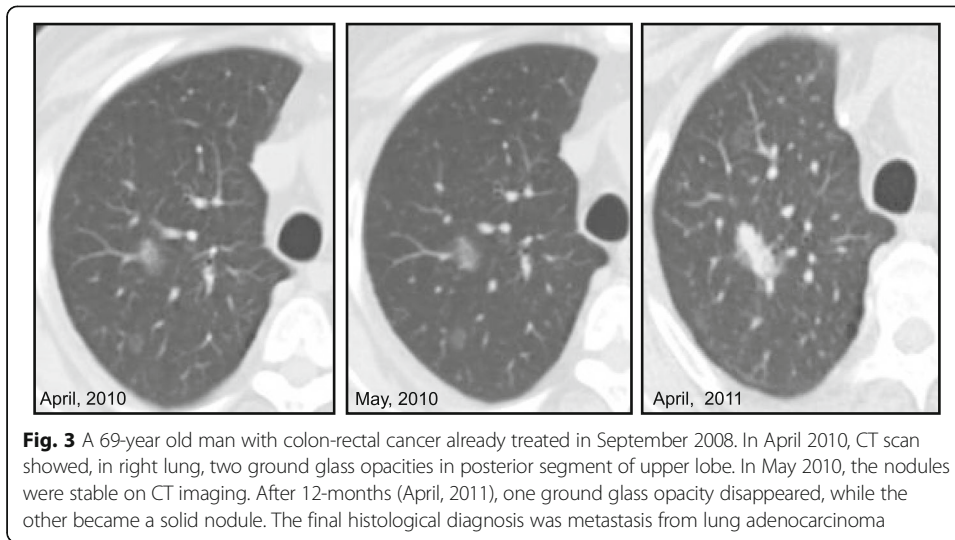 April, 2010
May, 2010
April, 2011
Fig. 3 A 69-year old man with colon-rectal cancer already treated in September 2008. In April 2010, CT scan
showed, in right lung, two ground glass opacities in posterior segment of upper lobe. In May 2010, the nodules
were stable on CT imaging. After 12-months (April, 2011), one ground glass opacity disappeared, while the
other became a solid nodule. The final histological diagnosis was metastasis from lung adenocarcinoma